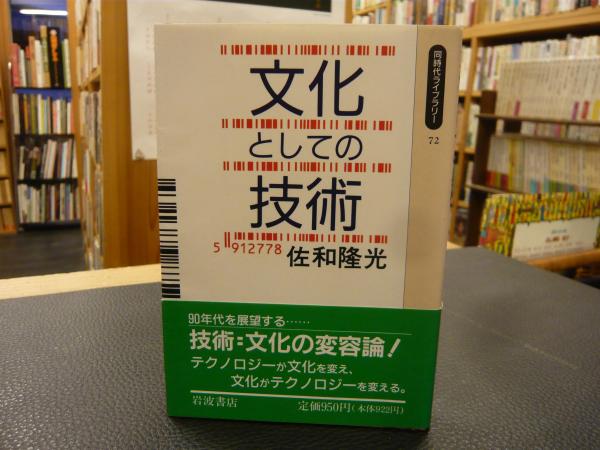 文化
としての
技術
5 912778
佐和隆光
同時代ライブラリー
72
90年代を展望する……
技術=文化の変容論!
テクノロジーが文化を変え、
文化がテクノロジーを変える。
岩波書店
定価950円(本体922円)